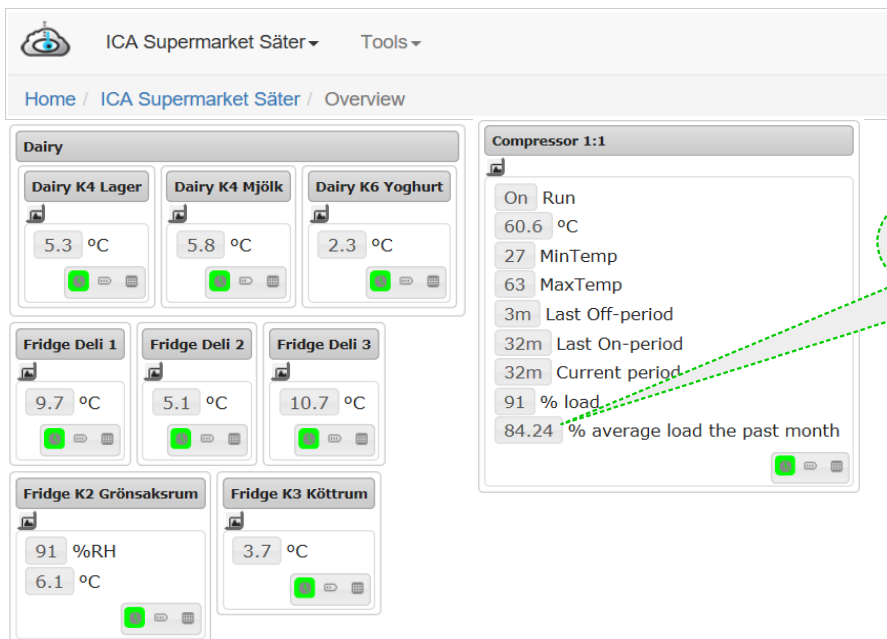 ICA Supermarket Säter Tools
Home / ICA Supermarket Säter / Overview
Dairy
Dairy K4 Lager
5.3 ºC
Dairy K4 Mjölk
5.8 ºC
Dairy K6 Yoghurt
2.3 ºC
Fridge Deli 1
9.7 ºC
Fridge Deli 2
5.1 ºC
Fridge Deli 3
10.7 ºC
Fridge K2 Grönsaksrum
91 %RH
6.1 ºC
Fridge K3 Köttrum
3.7 ºC
Compressor 1:1
On Run
60.6 ºC
27 MinTemp
63 MaxTemp
3m Last Off-period
32m Last On-period
32m Current period
91 % load
84.24 % average load the past month